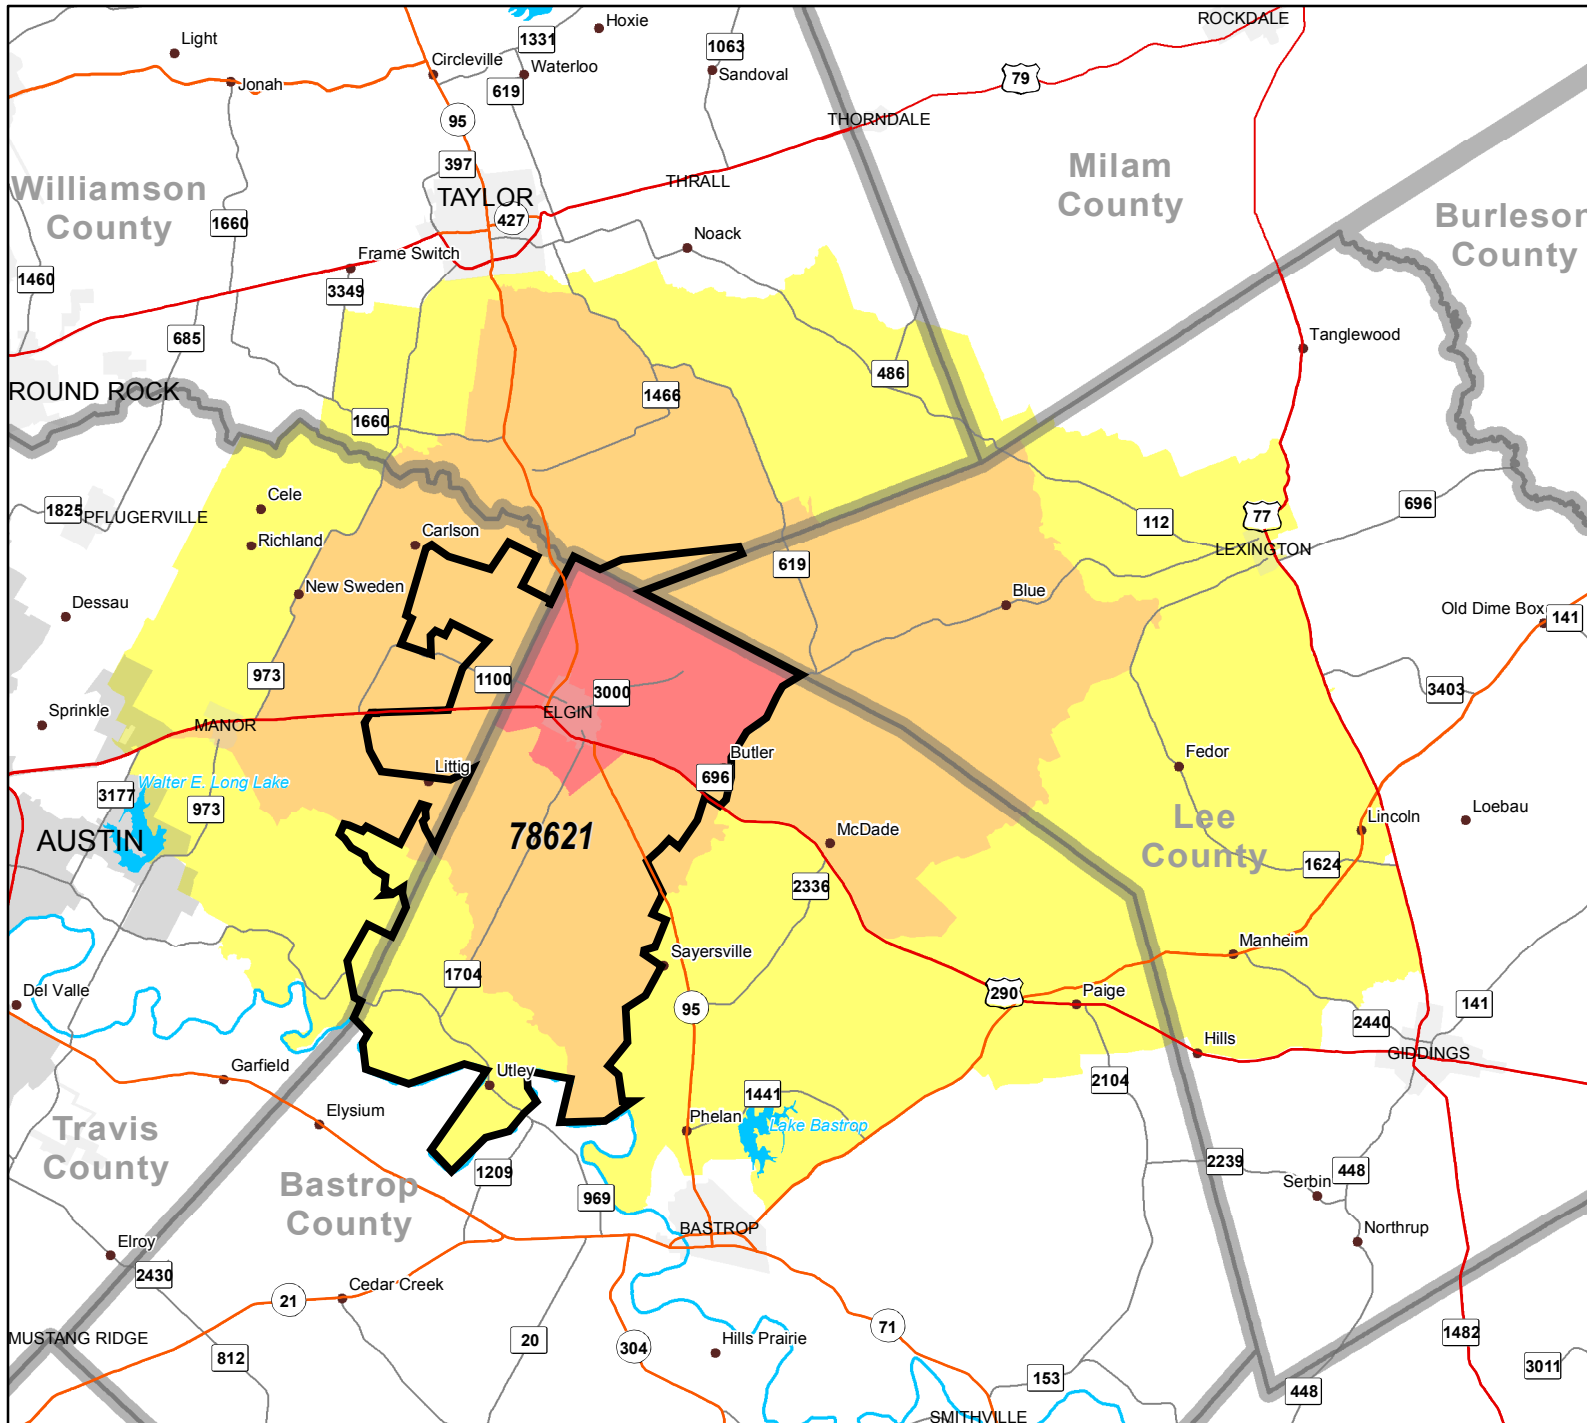 Hoxie
ROCKDALE
Light
1331
1063
Circleville
Waterloo
Sandoval
79
Jonah
619
95
THORNDALE
397
Milam
County
Williamson
County
TAYLOR
THRALL
427
1660
Burleson
County
Noack
Frame Switch
1460
3349
685
Tanglewood
486
ROUND ROCK
1466
1660
Cele
1825
PFLUGERVILLE
696
77
112
Carlson
Richland
LEXINGTON
619
New Sweden
Blue
Dessau
Old Dime Box
141
973
1100
3000
3403
Sprinkle
MANOR
ELGIN
Butler
Fedor
Littig
696
Walter E. Long Lake
3177
973
Loebau
Lee
County
Lincoln
AUSTIN
78621
McDade
1624
2336
Manheim
Sayersville
1704
Del Valle
290
Paige
95
141
2440
Hills
GIDDINGS
Garfield
Utley
2104
1441
Elysium
Phelan
Lake Bastrop
Travis
County
2239
448
1209
Serbin
Bastrop
County
969
BASTROP
Northrup
Elroy
2430
Cedar Creek
21
71
MUSTANG RIDGE
20
Hills Prairie
1482
304
812
3011
153
448
SMITHVILLE